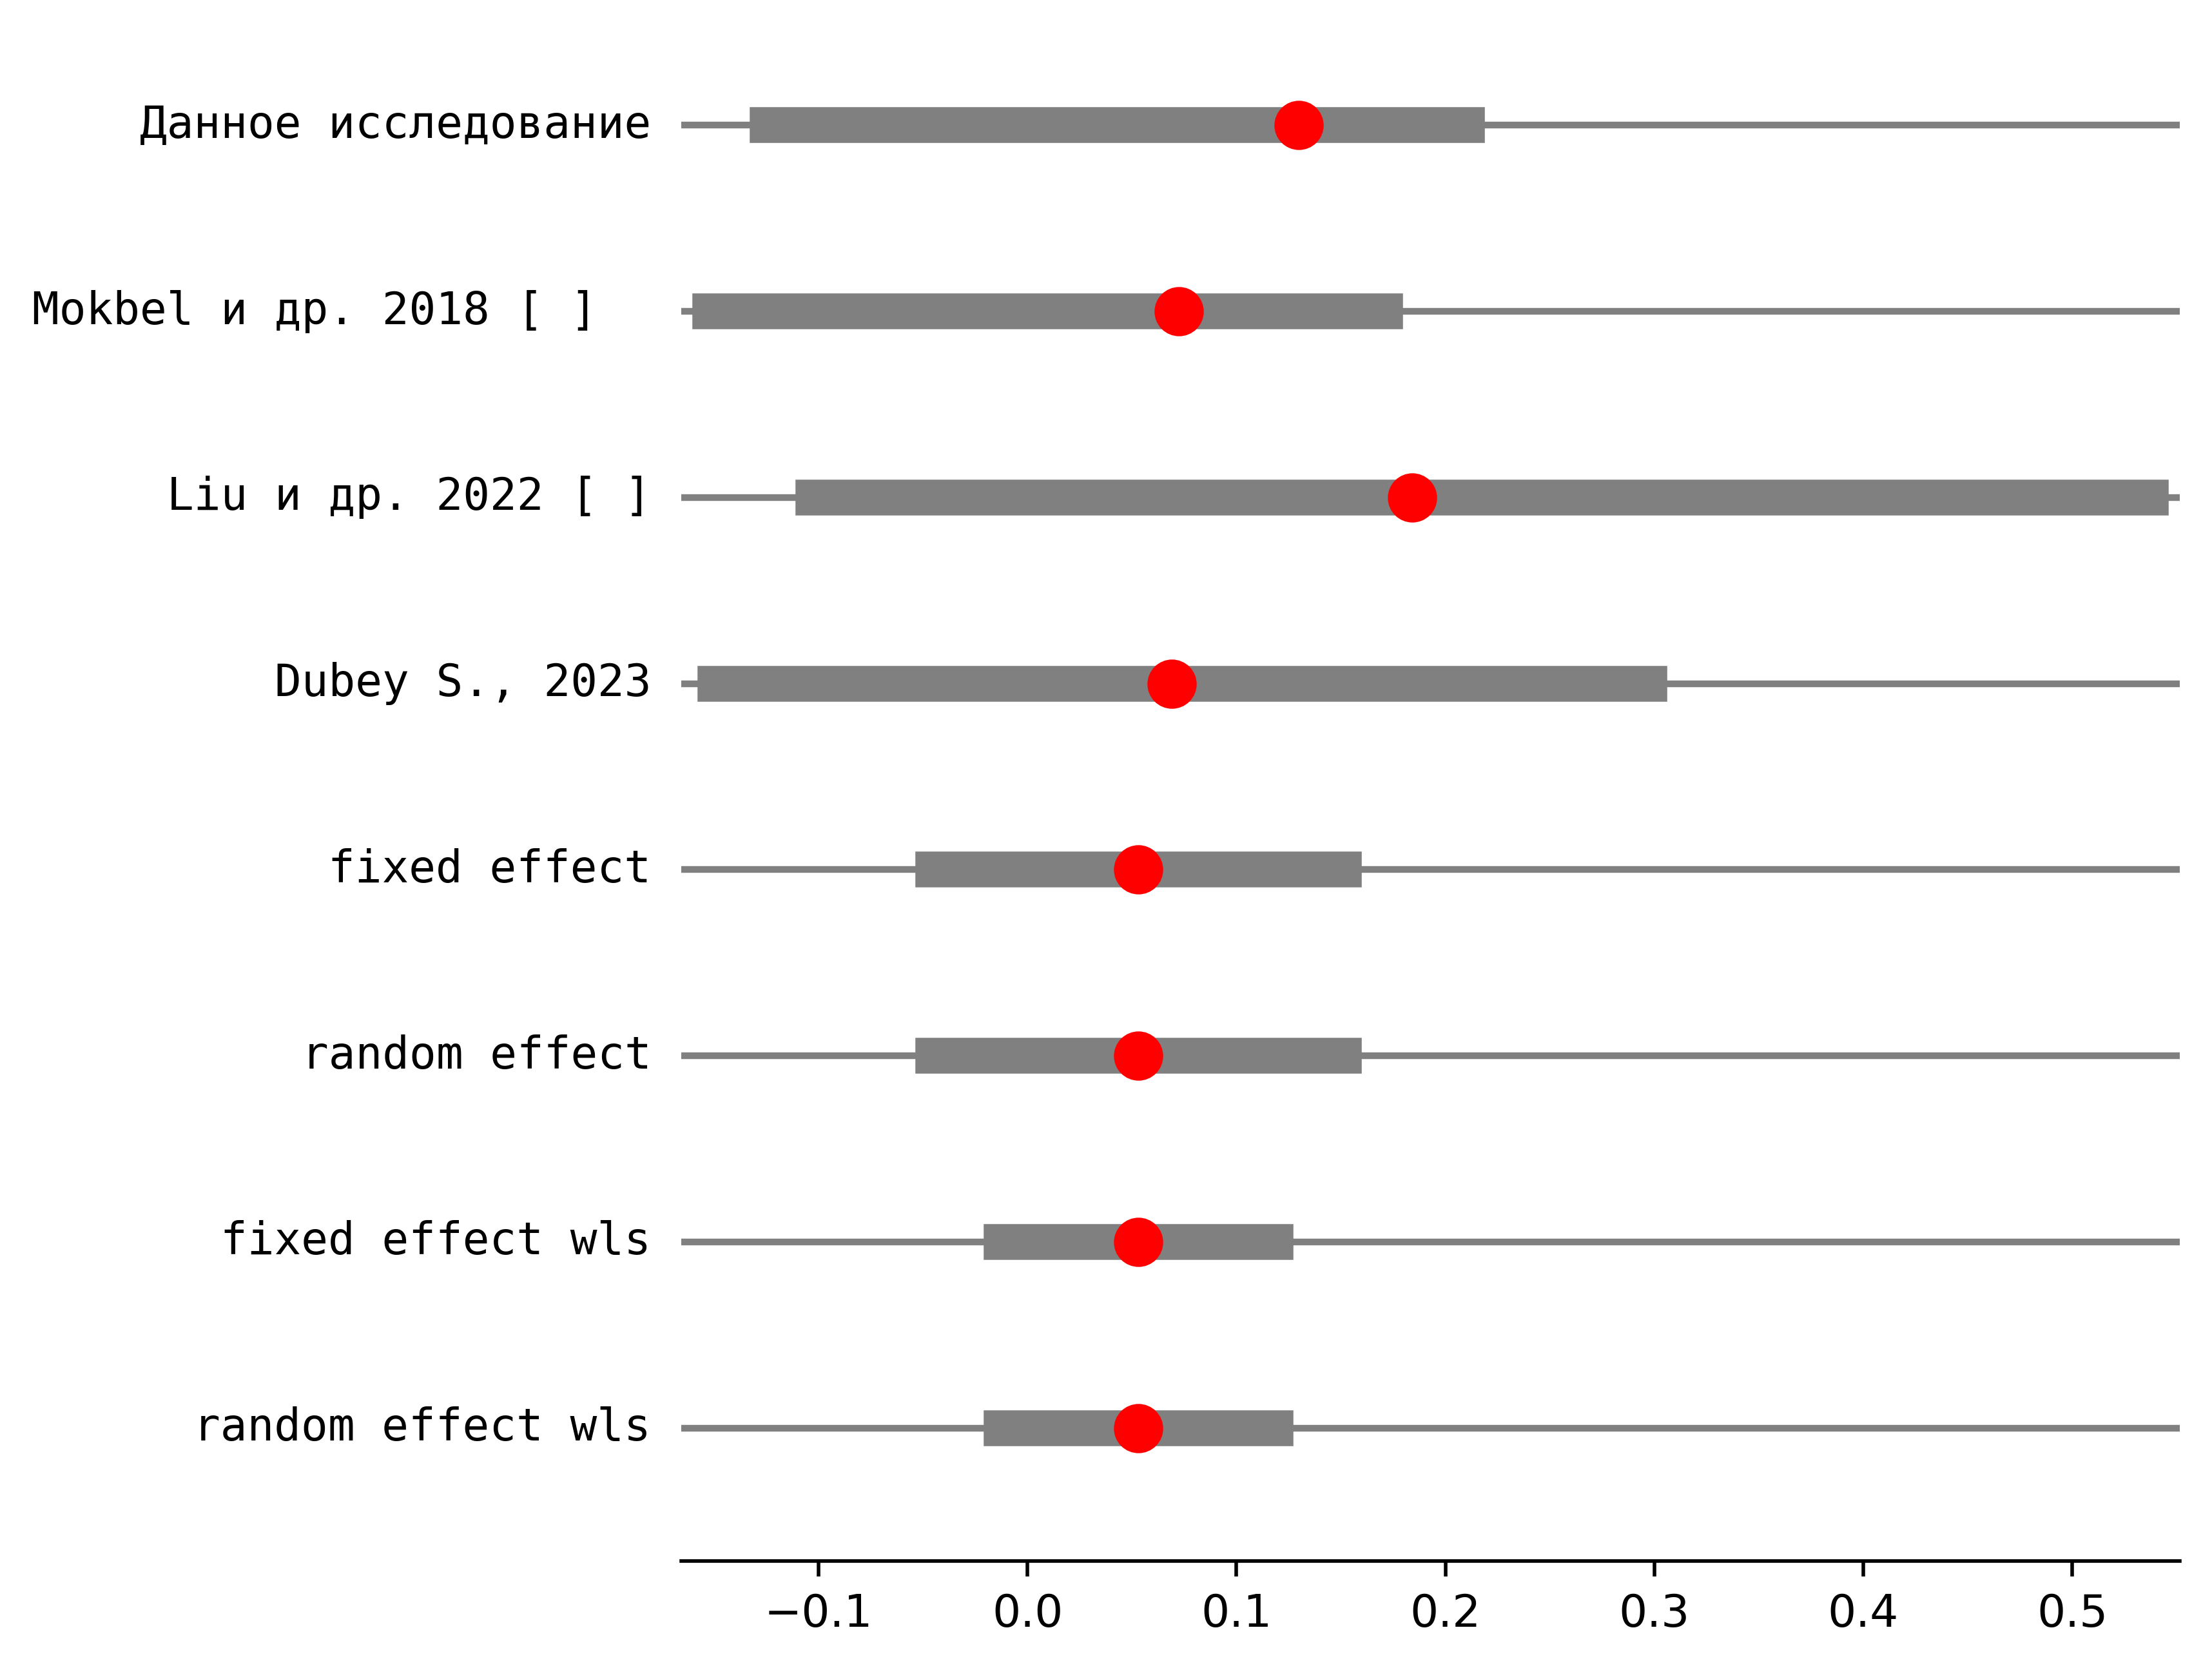 Данное исследование
Mokbel и др. 2018 [ ]
Liu и др. 2022 [ ]
Dubey S., 2023
fixed effect
random effect
fixed effect wls
random effect wls
−0.1 0.0 0.1 0.2 0.3 0.4 0.5